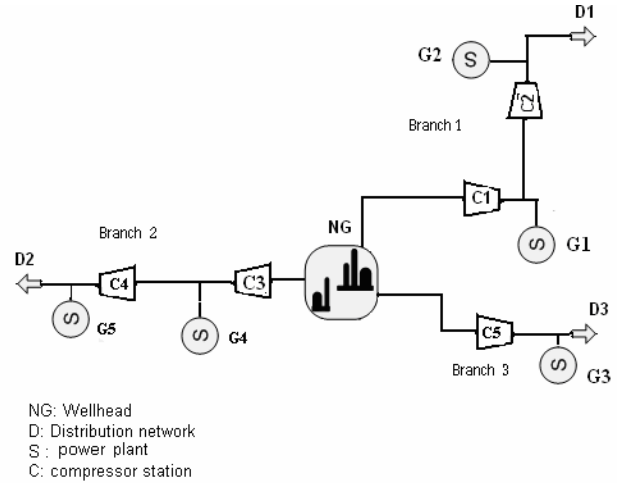 D1
G2
S
C2
Branch 1
C1
NG
S
G1
Branch 2
D2
C4
C3
D3
C5
S
G5
S
G4
Branch 3
S
G3
NG: Wellhead
D: Distribution network
S : power plant
C: compressor station